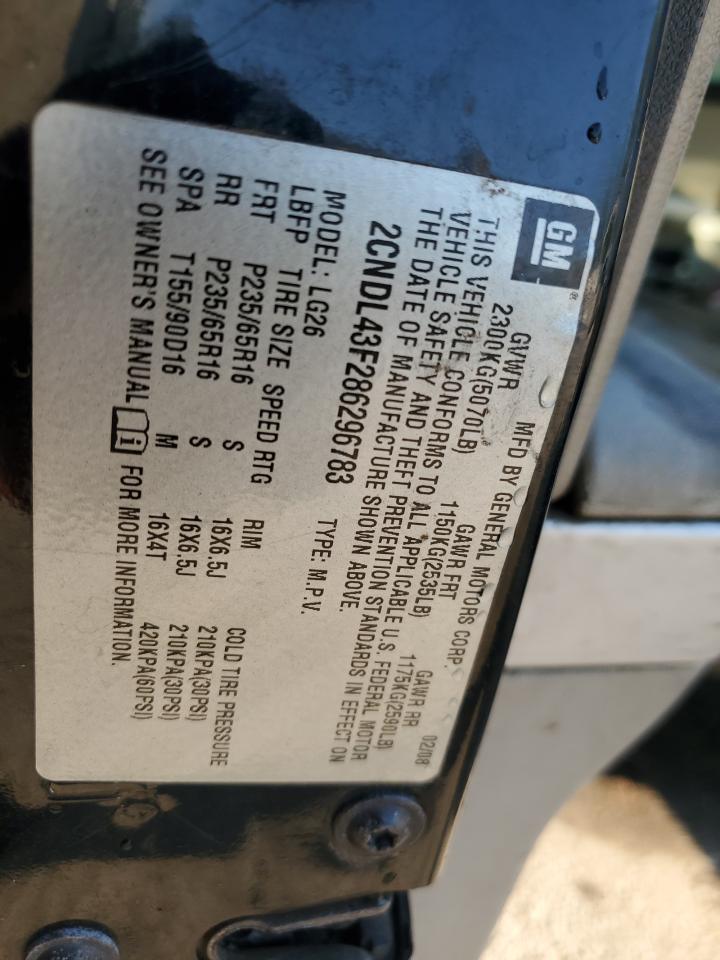 GM
MFD BY GENERAL MOTORS CORP. 02/08
GVWR GAWR FRT GAWR RR
2300KG(5070LB) 1150KG(2535LB) 1175KG(2590LB)
THIS VEHICLE CONFORMS TO ALL APPLICABLE U.S. FEDERAL MOTOR
VEHICLE SAFETY AND THEFT PREVENTION STANDARDS IN EFFECT ON
THE DATE OF MANUFACTURE SHOWN ABOVE.
2CNDL43F286296783 TYPE: M.P.V.
MODEL: LG26
LBFP TIRE SIZE SPEED RTG RIM COLD TIRE PRESSURE
FRT P235/65R16 S 16X6.5J 210KPA(30PSI)
RR P235/65R16 S 16X6.5J 210KPA(30PSI)
SPA T155/90D16 M 16X4T 420KPA(60PSI)
SEE OWNER'S MANUAL i FOR MORE INFORMATION.